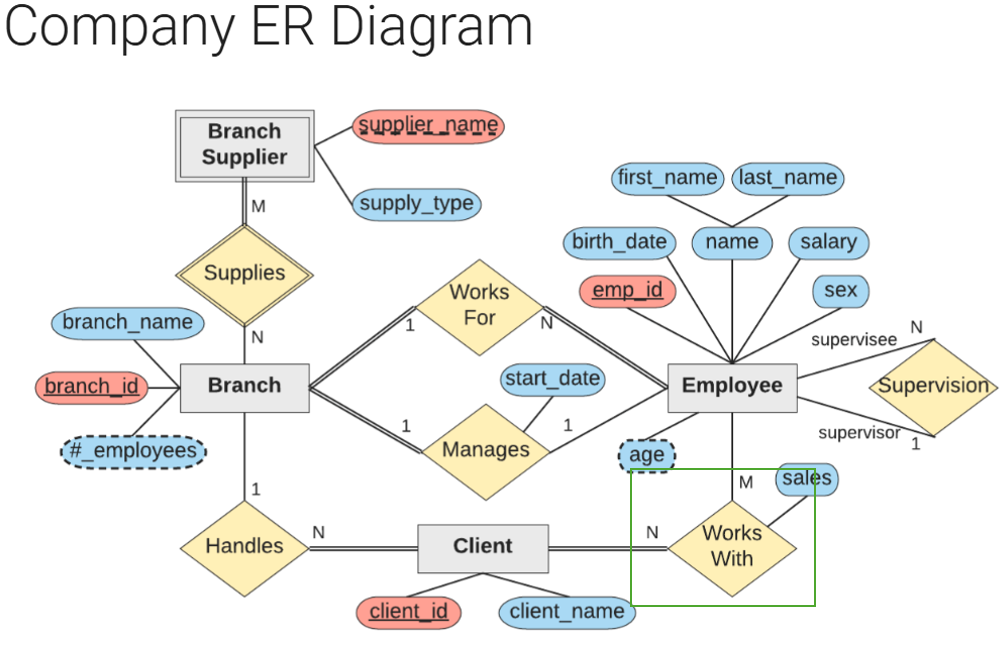 Company ER Diagram
Branch
Supplier
supplier_name
supply_type
M
Supplies
N
first_name
last_name
birth_date
name
salary
emp_id
sex
Works
For
1
N
branch_name
branch_id
#_employees
Branch
start_date
Employee
supervisee
N
Supervision
supervisor
1
1
Manages
1
age
sales
M
1
Handles
N
Client
N
Works
With
client_id
client_name